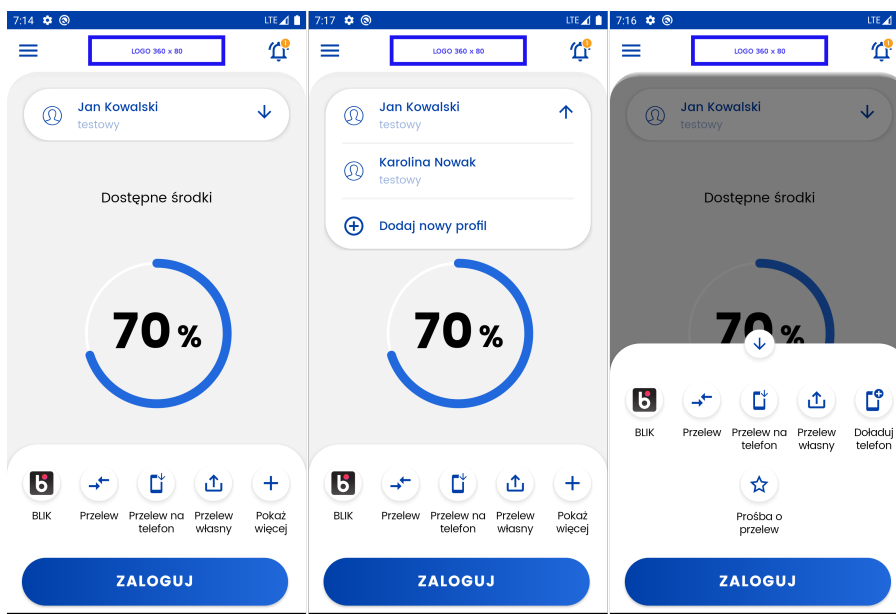 7:14
LTE
LOGO 360 x 80
Jan Kowalski
testowy
Dostępne środki
70 %
BLIK
Przelew
Przelew na
telefon
Przelew
własny
Pokaż
więcej
ZALOGUJ
7:17
LTE
LOGO 360 x 80
Jan Kowalski
testowy
Karolina Nowak
testowy
Dodaj nowy profil
70 %
BLIK
Przelew
Przelew na
telefon
Przelew
własny
Pokaż
więcej
ZALOGUJ
7:16
LTE
LOGO 360 x 80
Jan Kowalski
testowy
Dostępne środki
70 %
BLIK
Przelew
Przelew na
telefon
Przelew
własny
Doładuj
telefon
Prośba o
przelew
ZALOGUJ